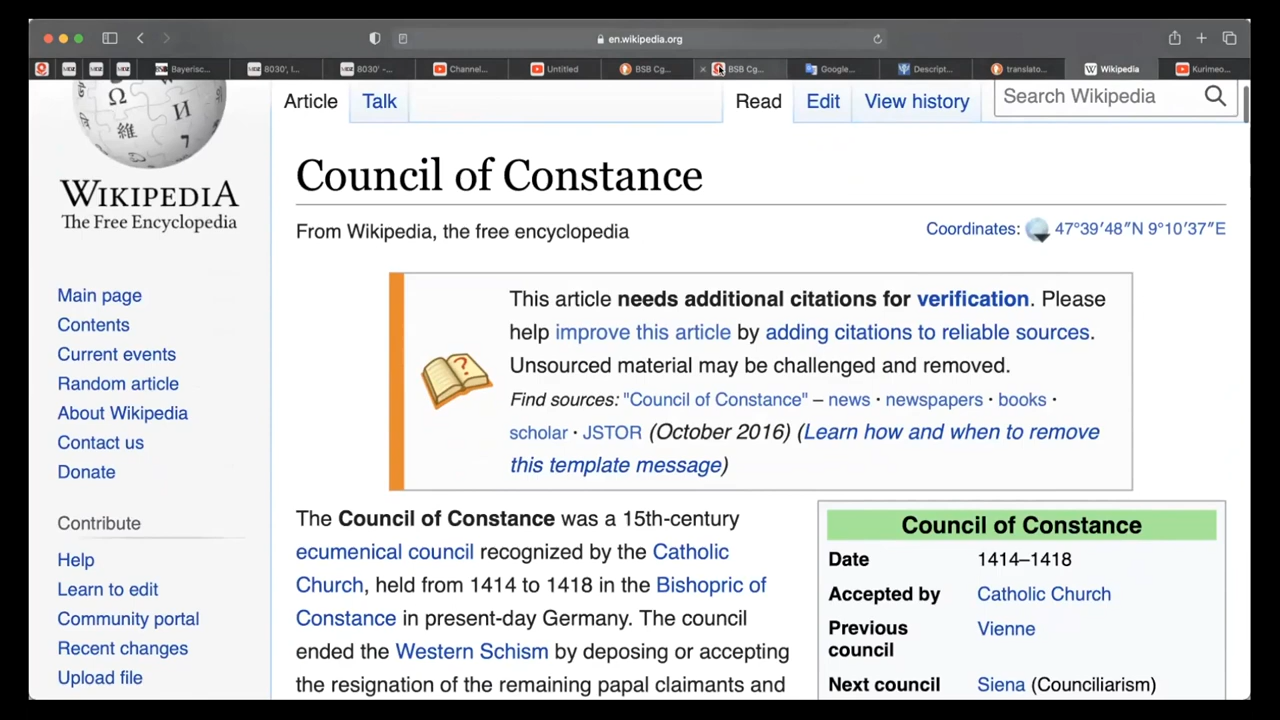 en.wikipedia.org
Bayerisc...
8030', I...
8030' -...
Channel...
Untitled
BSB Cg...
BSB Cg...
Google...
Descript...
translato...
Wikipedia
Kurimeo...
Article
Talk
Read
Edit
View history
Search Wikipedia
WIKIPEDIA
The Free Encyclopedia
Council of Constance
From Wikipedia, the free encyclopedia
Coordinates: 47°39′48″N 9°10′37″E
Main page
Contents
Current events
Random article
About Wikipedia
Contact us
Donate
Contribute
Help
Learn to edit
Community portal
Recent changes
Upload file
This article needs additional citations for verification. Please
help improve this article by adding citations to reliable sources.
Unsourced material may be challenged and removed.
Find sources: "Council of Constance" – news · newspapers · books ·
scholar · JSTOR (October 2016) (Learn how and when to remove
this template message)
The Council of Constance was a 15th-century
ecumenical council recognized by the Catholic
Church, held from 1414 to 1418 in the Bishopric of
Constance in present-day Germany. The council
ended the Western Schism by deposing or accepting
the resignation of the remaining papal claimants and
Council of Constance
Date 1414–1418
Accepted by Catholic Church
Previous
council Vienne
Next council Siena (Counciliarism)